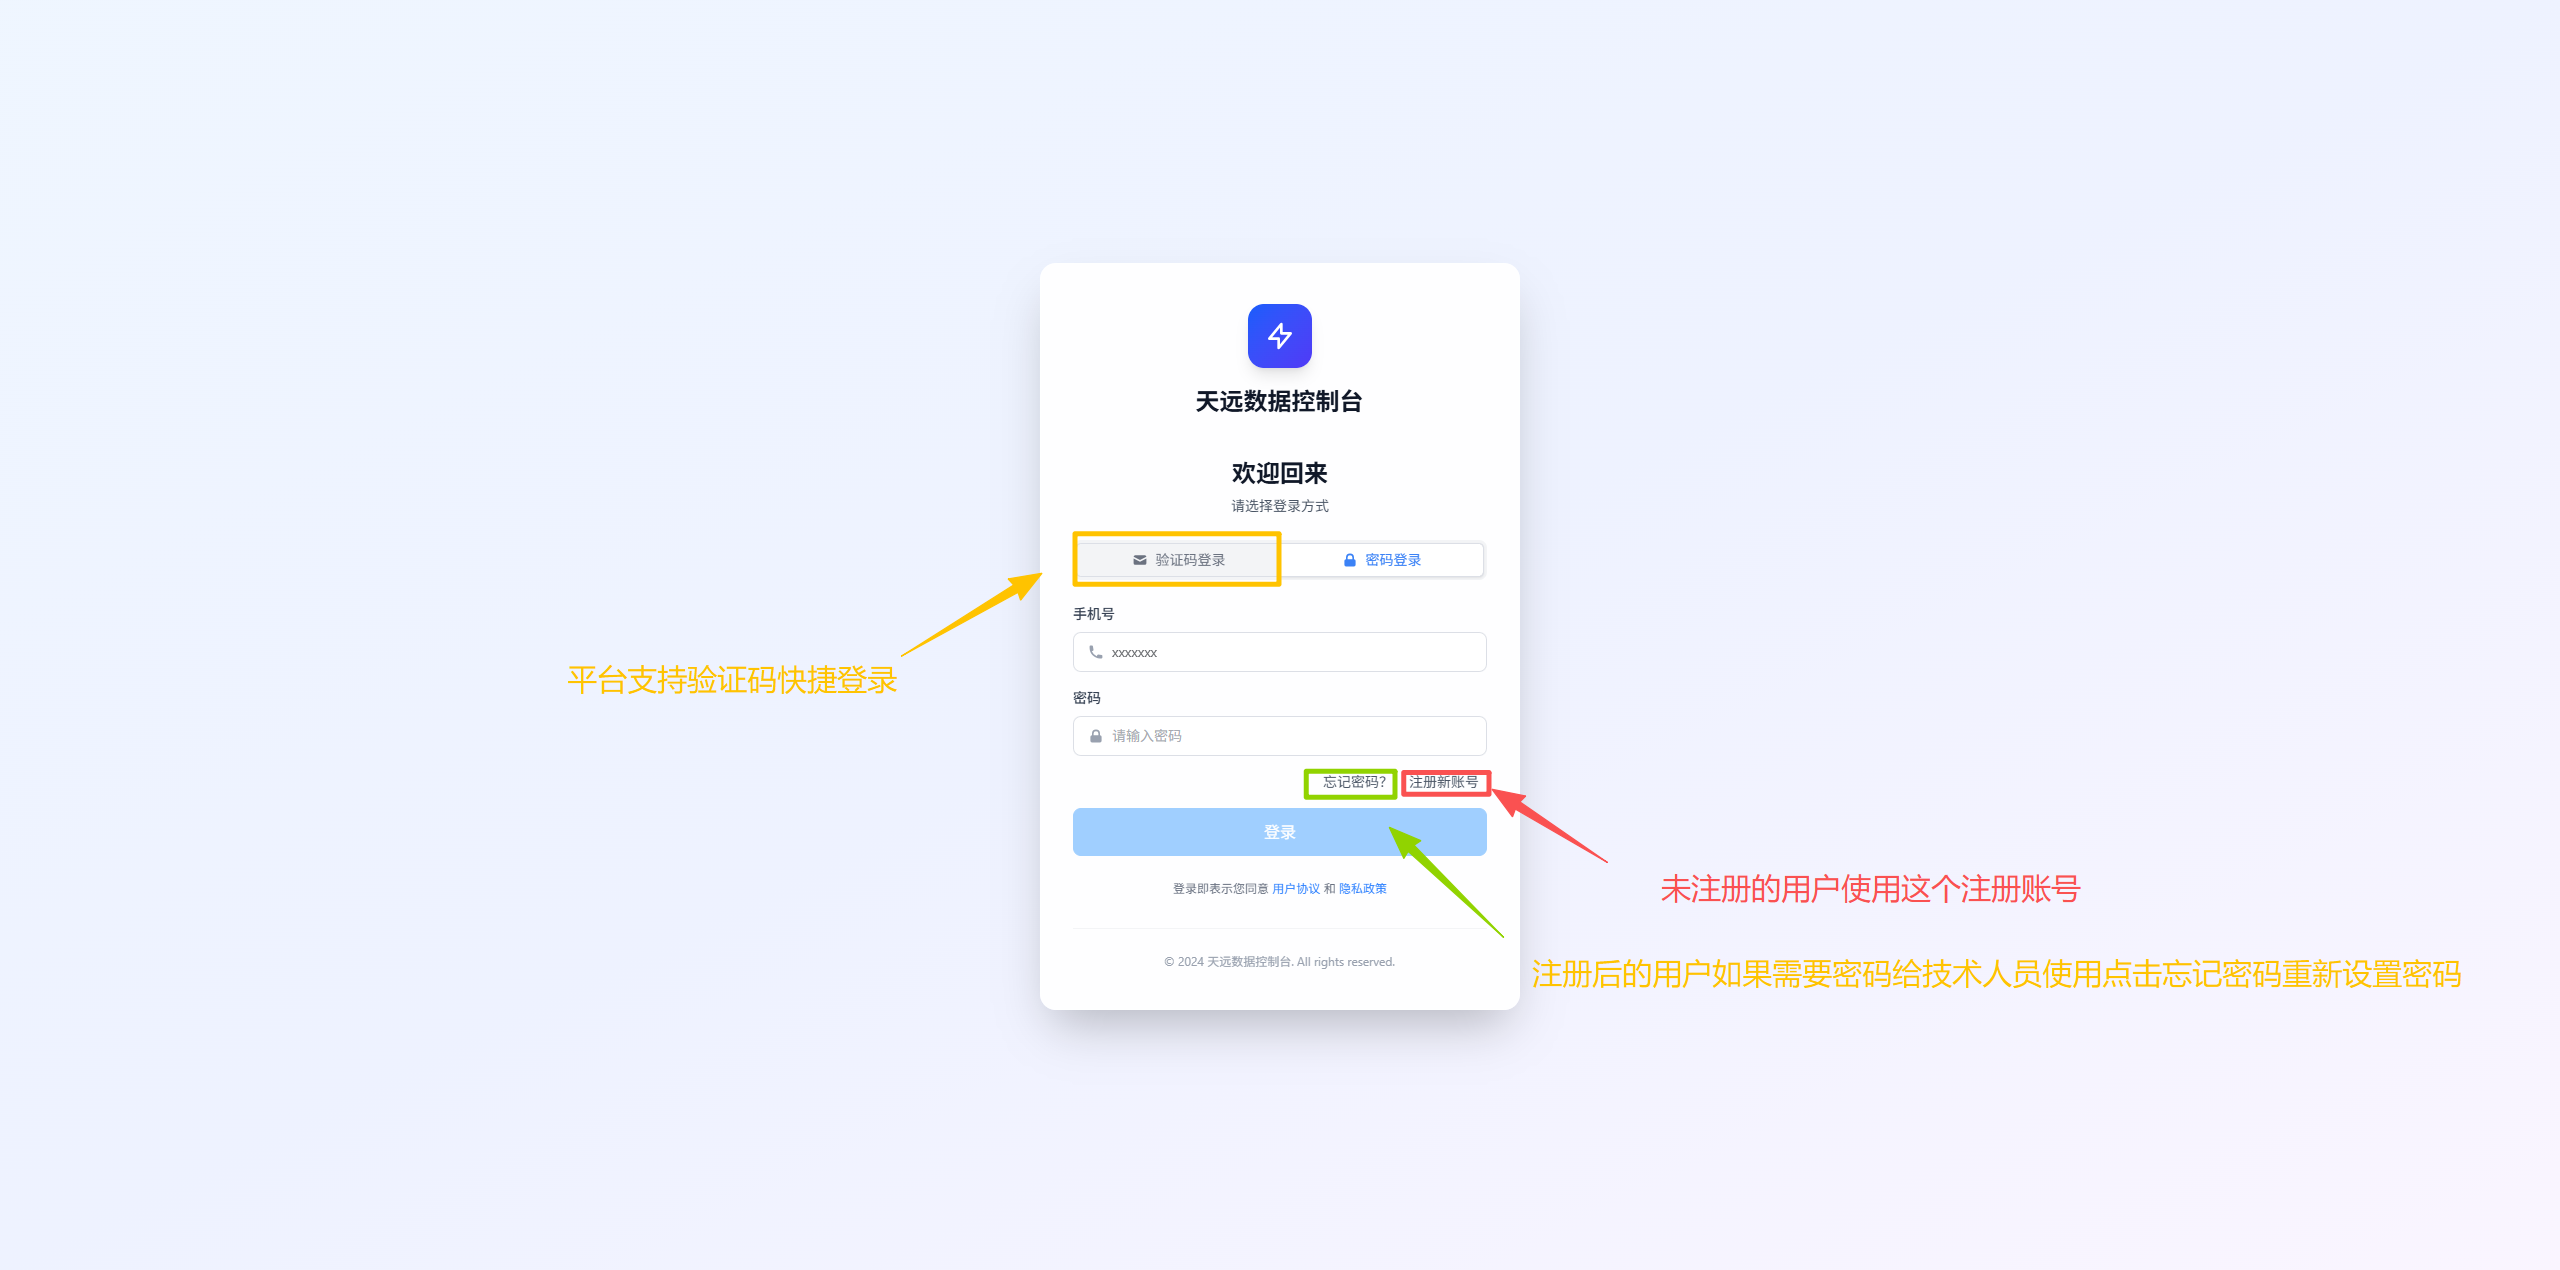 天远数据控制台
欢迎回来
请选择登录方式
验证码登录
密码登录
手机号
xxxxxxx
平台支持验证码快捷登录
密码
请输入密码
忘记密码?
注册新账号
登录
未注册的用户使用这个注册账号
登录即表示您同意 用户协议 和 隐私政策
© 2024 天远数据控制台. All rights reserved.
注册后的用户如果需要密码给技术人员使用点击忘记密码重新设置密码